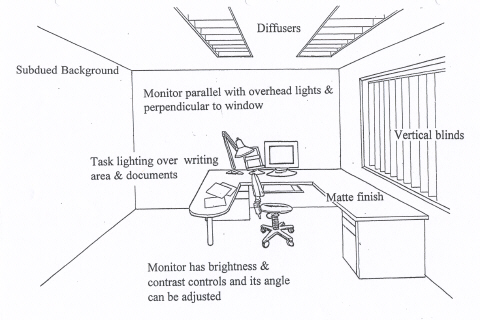 Diffusers
Subdued Background
Monitor parallel with overhead lights &
perpendicular to window
Vertical blinds
Task lighting over writing
area & documents
Matte finish
Monitor has brightness &
contrast controls and its angle
can be adjusted